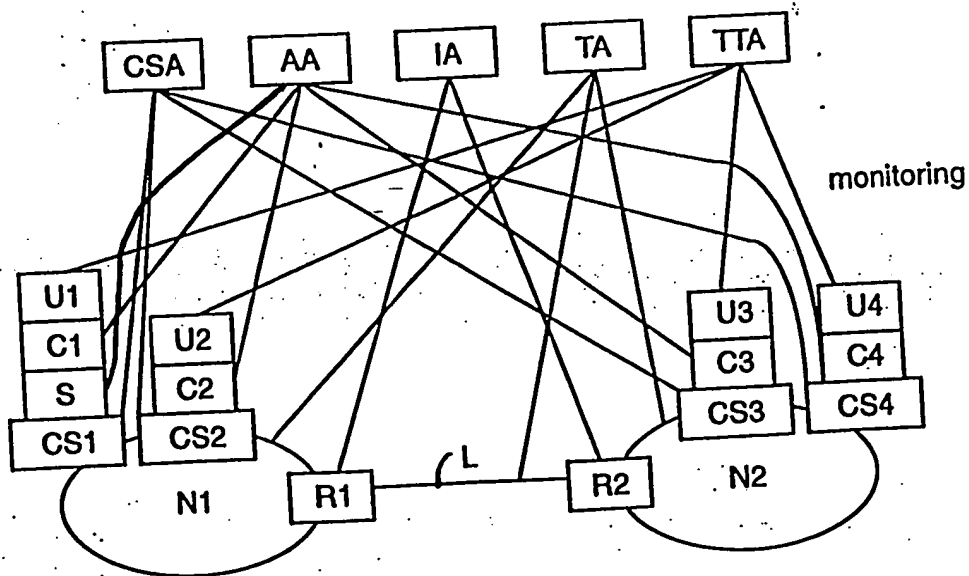 CSA
AA
IA
TA
TTA
monitoring
U1
C1
S
CS1
U2
C2
CS2
U3
C3
CS3
U4
C4
CS4
N1
R1
L
R2
N2